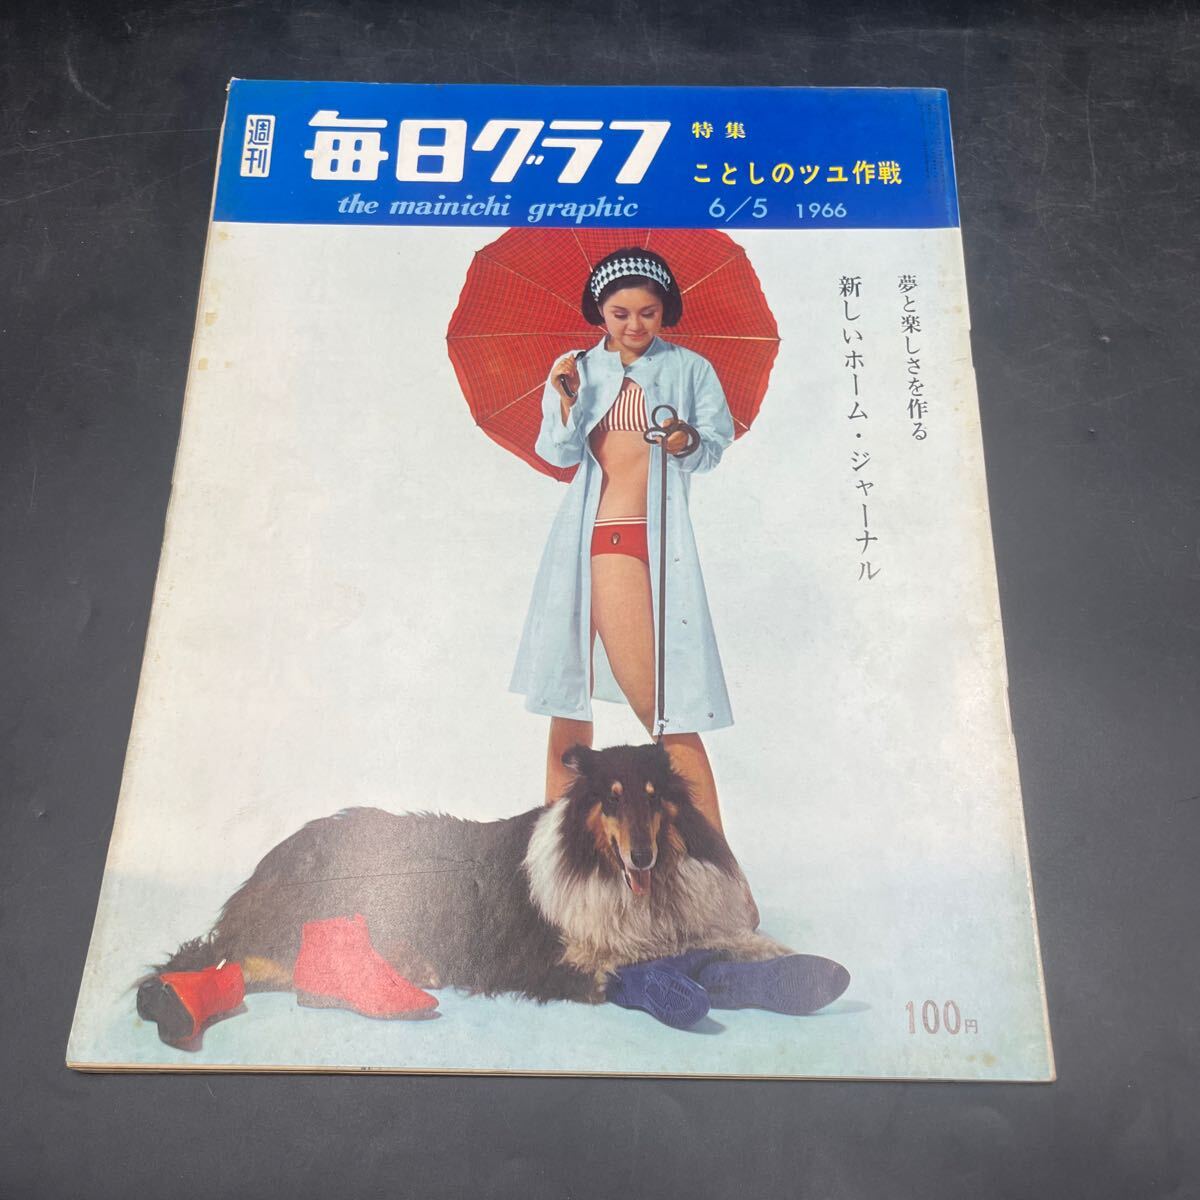 週刊
毎日グラフ
the mainichi graphic
特集
ことしのツユ作戦
6/5 1966
夢と楽しさを作る
新しいホーム・ジャーナル
100円